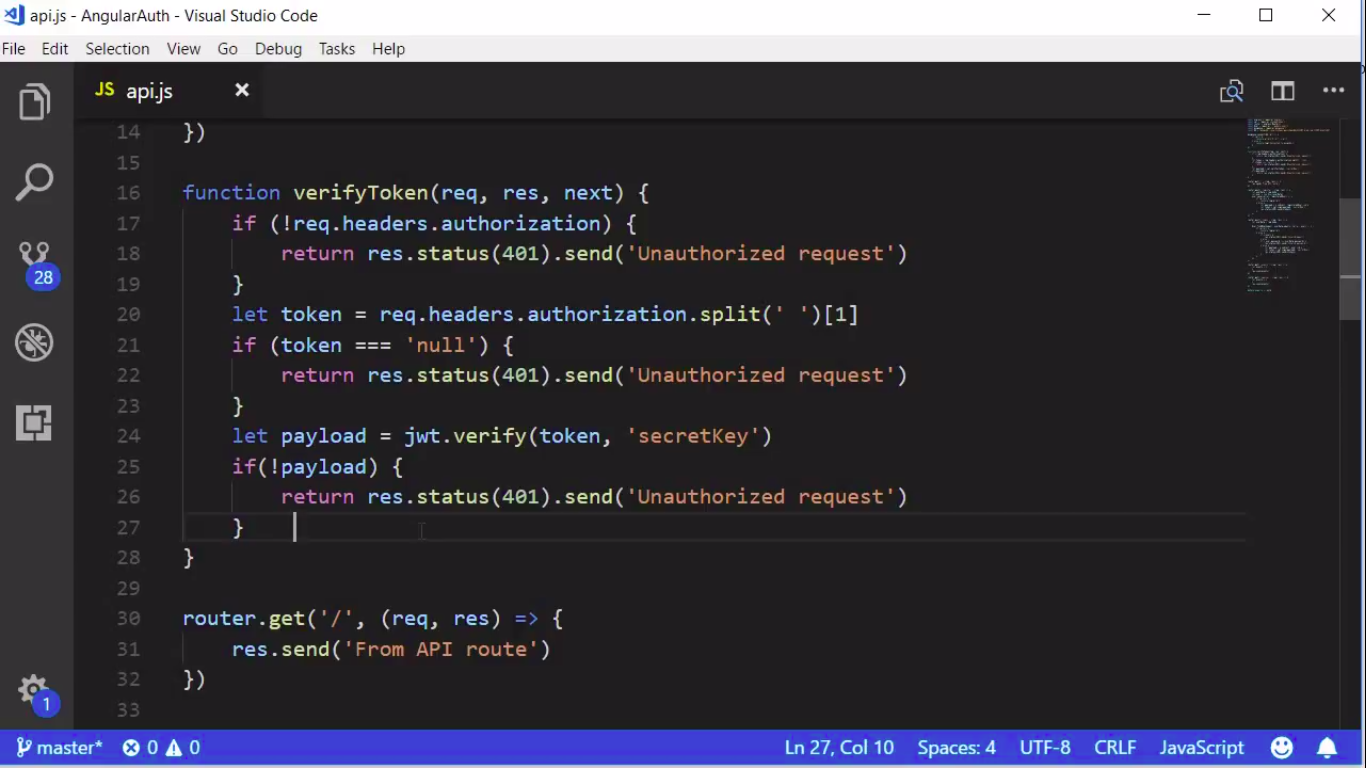 api.js - AngularAuth - Visual Studio Code
File Edit Selection View Go Debug Tasks Help
JS api.js
14 })
15
16 function verifyToken(req, res, next) {
17     if (!req.headers.authorization) {
18         return res.status(401).send('Unauthorized request')
19     }
20     let token = req.headers.authorization.split(' ')[1]
21     if (token === 'null') {
22         return res.status(401).send('Unauthorized request')
23     }
24     let payload = jwt.verify(token, 'secretKey')
25     if(!payload) {
26         return res.status(401).send('Unauthorized request')
27     }
28 }
29
30 router.get('/', (req, res) => {
31     res.send('From API route')
32 })
33
28
1
master* 0 0 Ln 27, Col 10 Spaces: 4 UTF-8 CRLF JavaScript